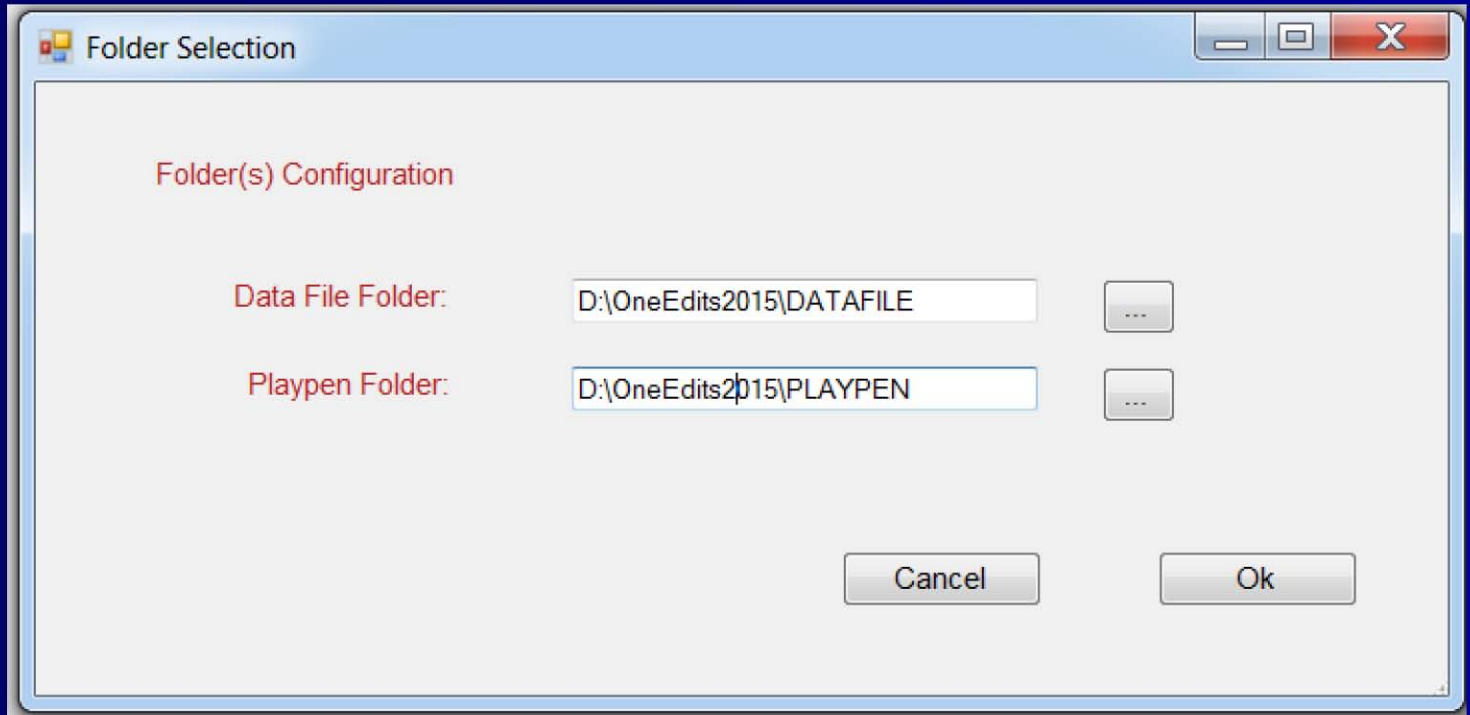 Folder Selection
Folder(s) Configuration
Data File Folder: D:\OneEdits2015\DATAFILE ...
Playpen Folder: D:\OneEdits2015\PLAYPEN ...
Cancel Ok